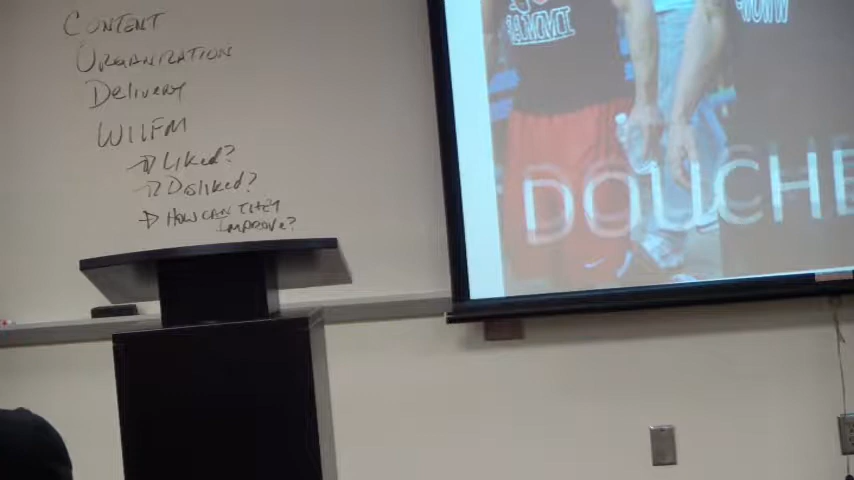 CONTENT
ORGANIZATION
Delivery
WIIFM
→ Liked?
→ Disliked?
→ HOW CAN THEY
IMPROVE?
DOUCHE